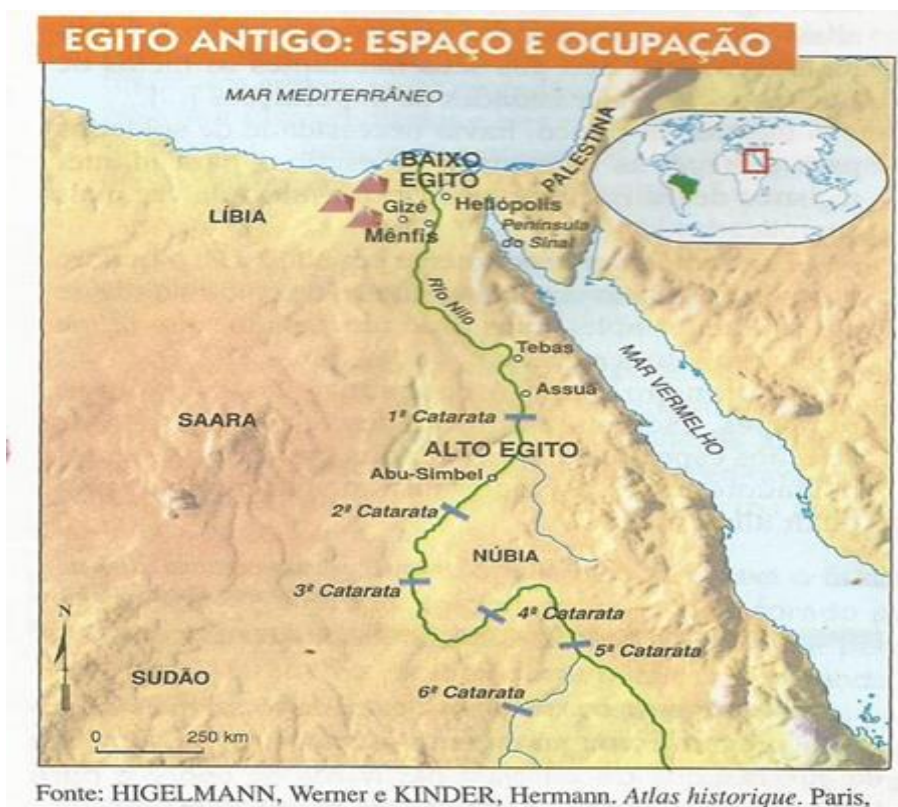 EGITO ANTIGO: ESPAÇO E OCUPAÇÃO
MAR MEDITERRÂNEO
PALESTINA
BAIXO
EGITO
Heliópolis
LÍBIA
Gizé
Mênfis
Península
do Sinai
Rio Nilo
Tebas
MAR VERMELHO
Assuã
SAARA
1ª Catarata
ALTO EGITO
Abu-Simbel
2ª Catarata
NÚBIA
3ª Catarata
4ª Catarata
N
5ª Catarata
SUDÃO
6ª Catarata
0 250 km
Fonte: HIGELMANN, Werner e KINDER, Hermann. Atlas historique. Paris,